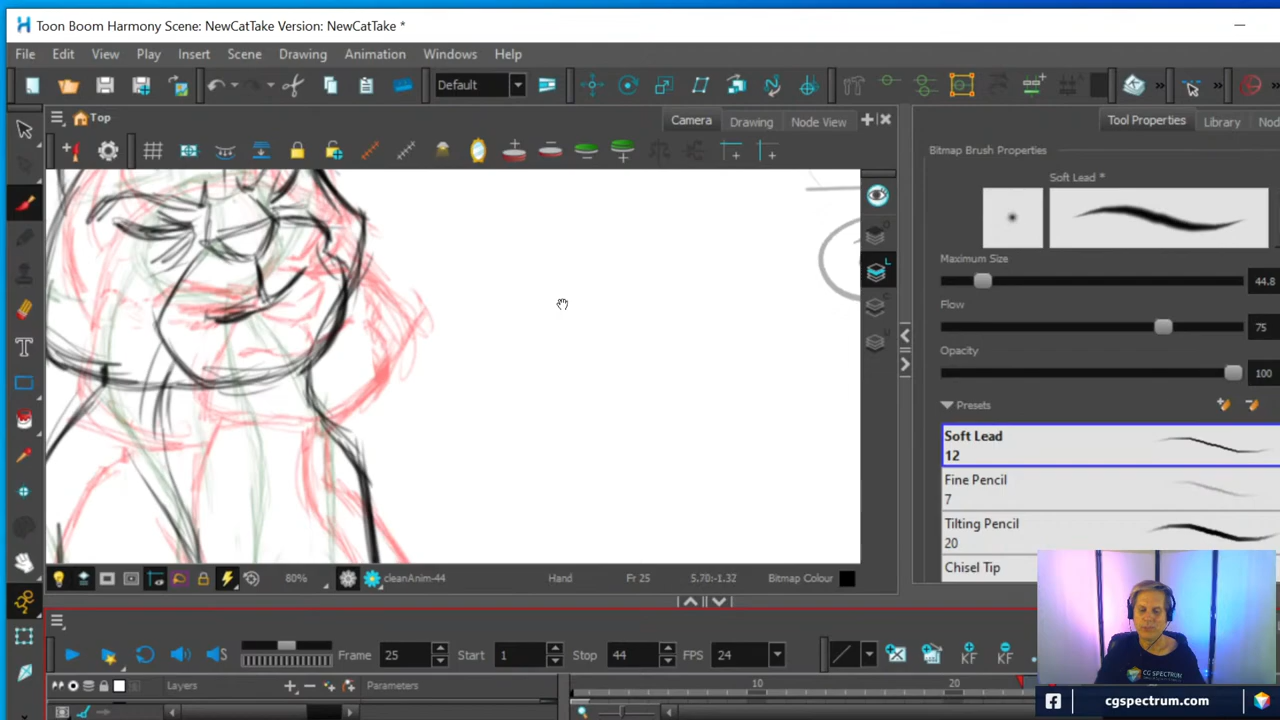 Toon Boom Harmony Scene: NewCatTake Version: NewCatTake *
File Edit View Play Insert Scene Drawing Animation Windows Help
Default
Top
Camera Drawing Node View
Tool Properties Library Nod
Bitmap Brush Properties
Soft Lead *
Maximum Size
44.8
Flow
75
Opacity
100
Presets
Soft Lead
12
Fine Pencil
7
Tilting Pencil
20
Chisel Tip
80% cleanAnim-44 Hand Fr 25 5.70:-1.32 Bitmap Colour
Frame 25 Start 1 Stop 44 FPS 24
KF KF
Layers Parameters
10 20
CG SPECTRUM
cgspectrum.com